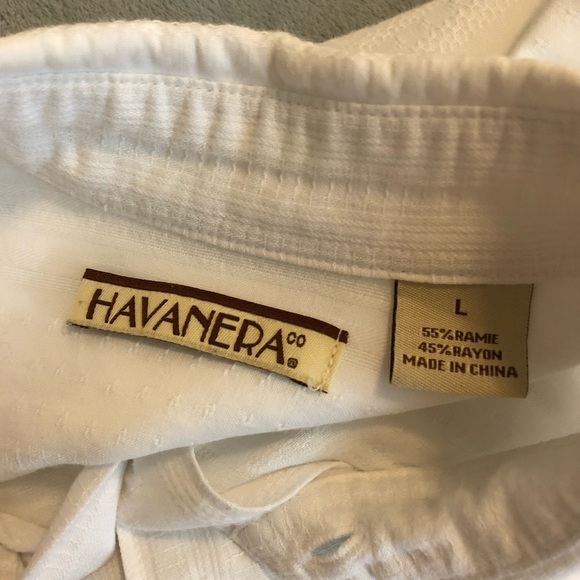 HAVANERA CO ®
L
55% RAMIE
45% RAYON
MADE IN CHINA